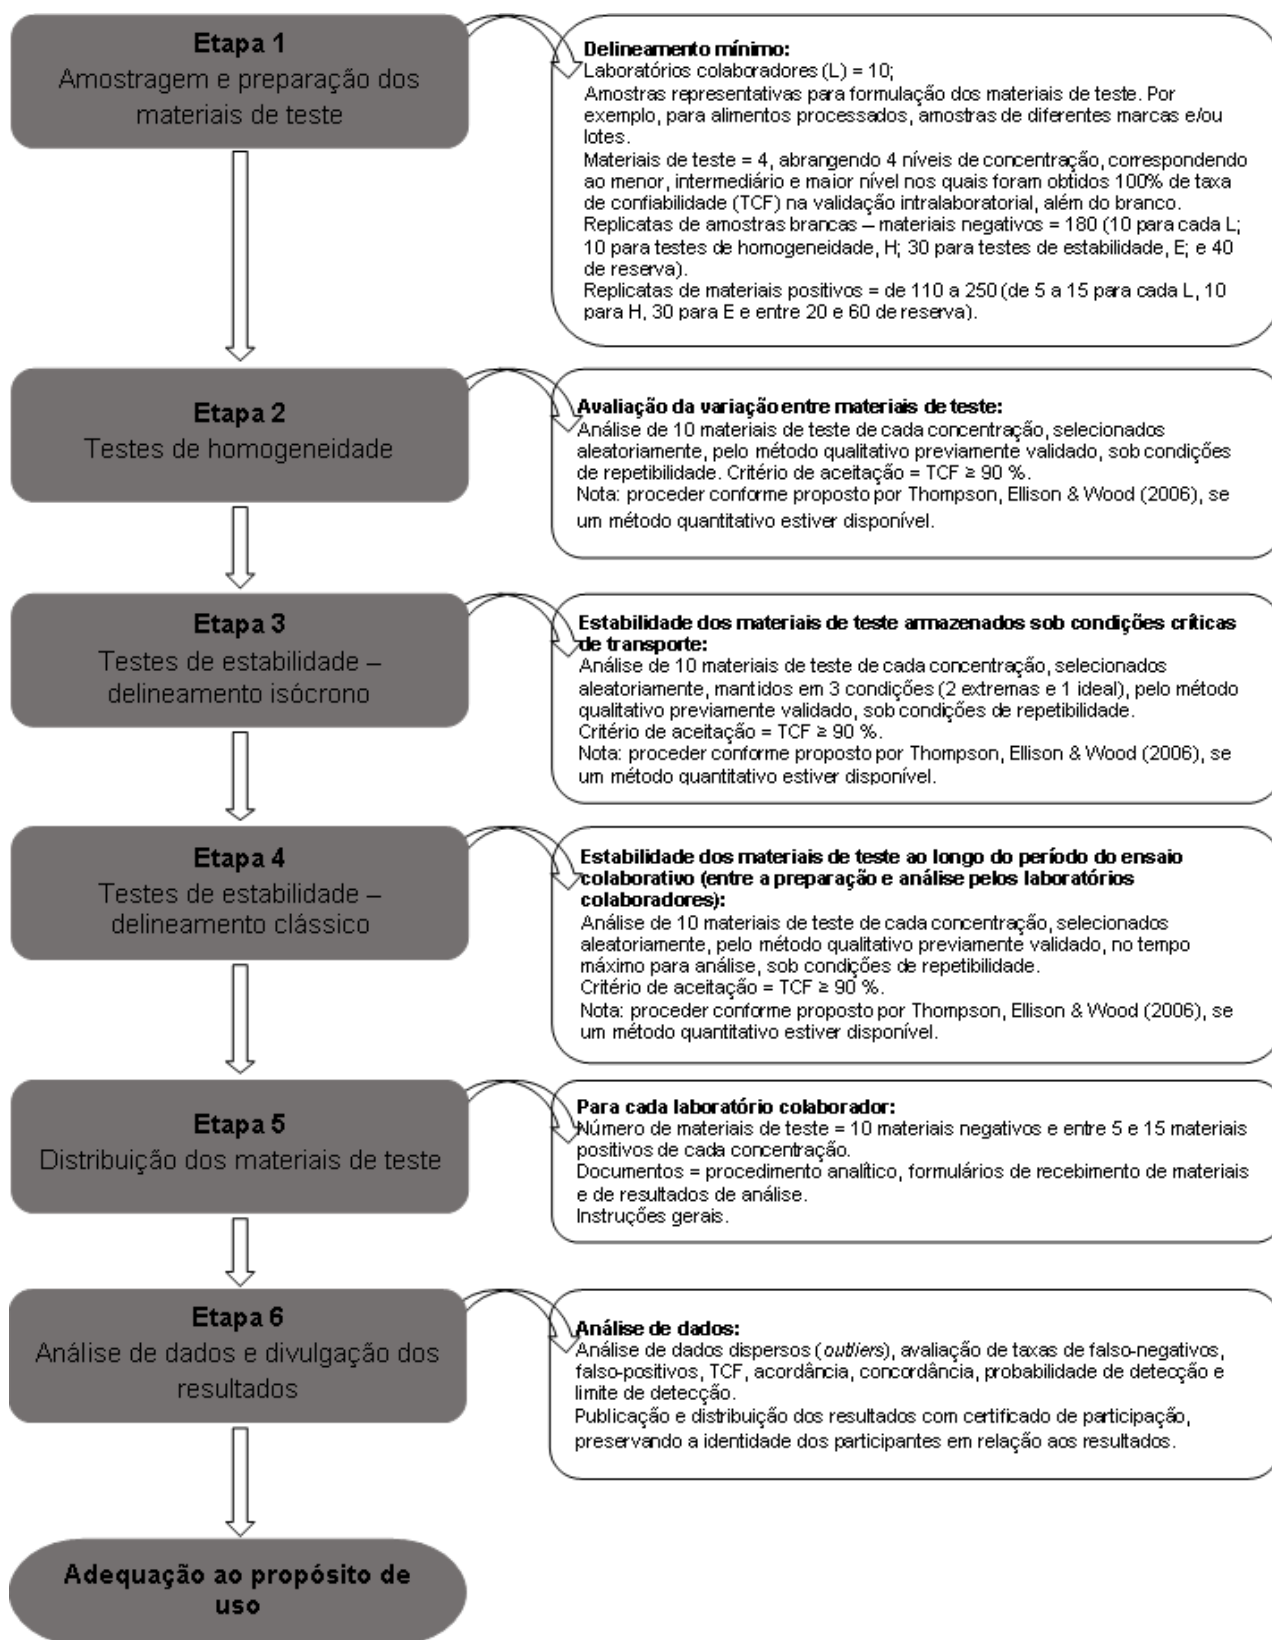 Etapa 1
Amostragem e preparação dos
materiais de teste
Delineamento mínimo:
Laboratórios colaboradores (L) = 10;
Amostras representativas para formulação dos materiais de teste. Por
exemplo, para alimentos processados, amostras de diferentes marcas e/ou
lotes.
Materiais de teste = 4, abrangendo 4 níveis de concentração, correspondendo
ao menor, intermediário e maior nível nos quais foram obtidos 100% de taxa
de confiabilidade (TCF) na validação intralaboratorial, além do branco.
Replicatas de amostras brancas – materiais negativos = 180 (10 para cada L;
10 para testes de homogeneidade, H; 30 para testes de estabilidade, E; e 40
de reserva).
Replicatas de materiais positivos = de 110 a 250 (de 5 a 15 para cada L, 10
para H, 30 para E e entre 20 e 60 de reserva).
Etapa 2
Testes de homogeneidade
Avaliação da variação entre materiais de teste:
Análise de 10 materiais de teste de cada concentração, selecionados
aleatoriamente, pelo método qualitativo previamente validado, sob condições
de repetibilidade. Critério de aceitação = TCF ≥ 90 %.
Nota: proceder conforme proposto por Thompson, Ellison & Wood (2006), se
um método quantitativo estiver disponível.
Etapa 3
Testes de estabilidade –
delineamento isócrono
Estabilidade dos materiais de teste armazenados sob condições críticas
de transporte:
Análise de 10 materiais de teste de cada concentração, selecionados
aleatoriamente, mantidos em 3 condições (2 extremas e 1 ideal), pelo método
qualitativo previamente validado, sob condições de repetibilidade.
Critério de aceitação = TCF ≥ 90 %.
Nota: proceder conforme proposto por Thompson, Ellison & Wood (2006), se
um método quantitativo estiver disponível.
Etapa 4
Testes de estabilidade –
delineamento clássico
Estabilidade dos materiais de teste ao longo do período do ensaio
colaborativo (entre a preparação e análise pelos laboratórios
colaboradores):
Análise de 10 materiais de teste de cada concentração, selecionados
aleatoriamente, pelo método qualitativo previamente validado, no tempo
máximo para análise, sob condições de repetibilidade.
Critério de aceitação = TCF ≥ 90 %.
Nota: proceder conforme proposto por Thompson, Ellison & Wood (2006), se
um método quantitativo estiver disponível.
Etapa 5
Distribuição dos materiais de teste
Para cada laboratório colaborador:
Número de materiais de teste = 10 materiais negativos e entre 5 e 15 materiais
positivos de cada concentração.
Documentos = procedimento analítico, formulários de recebimento de materiais
e de resultados de análise.
Instruções gerais.
Etapa 6
Análise de dados e divulgação dos
resultados
Análise de dados:
Análise de dados dispersos (outliers), avaliação de taxas de falso-negativos,
falso-positivos, TCF, acordância, concordância, probabilidade de detecção e
limite de detecção.
Publicação e distribuição dos resultados com certificado de participação,
preservando a identidade dos participantes em relação aos resultados.
Adequação ao propósito de
uso